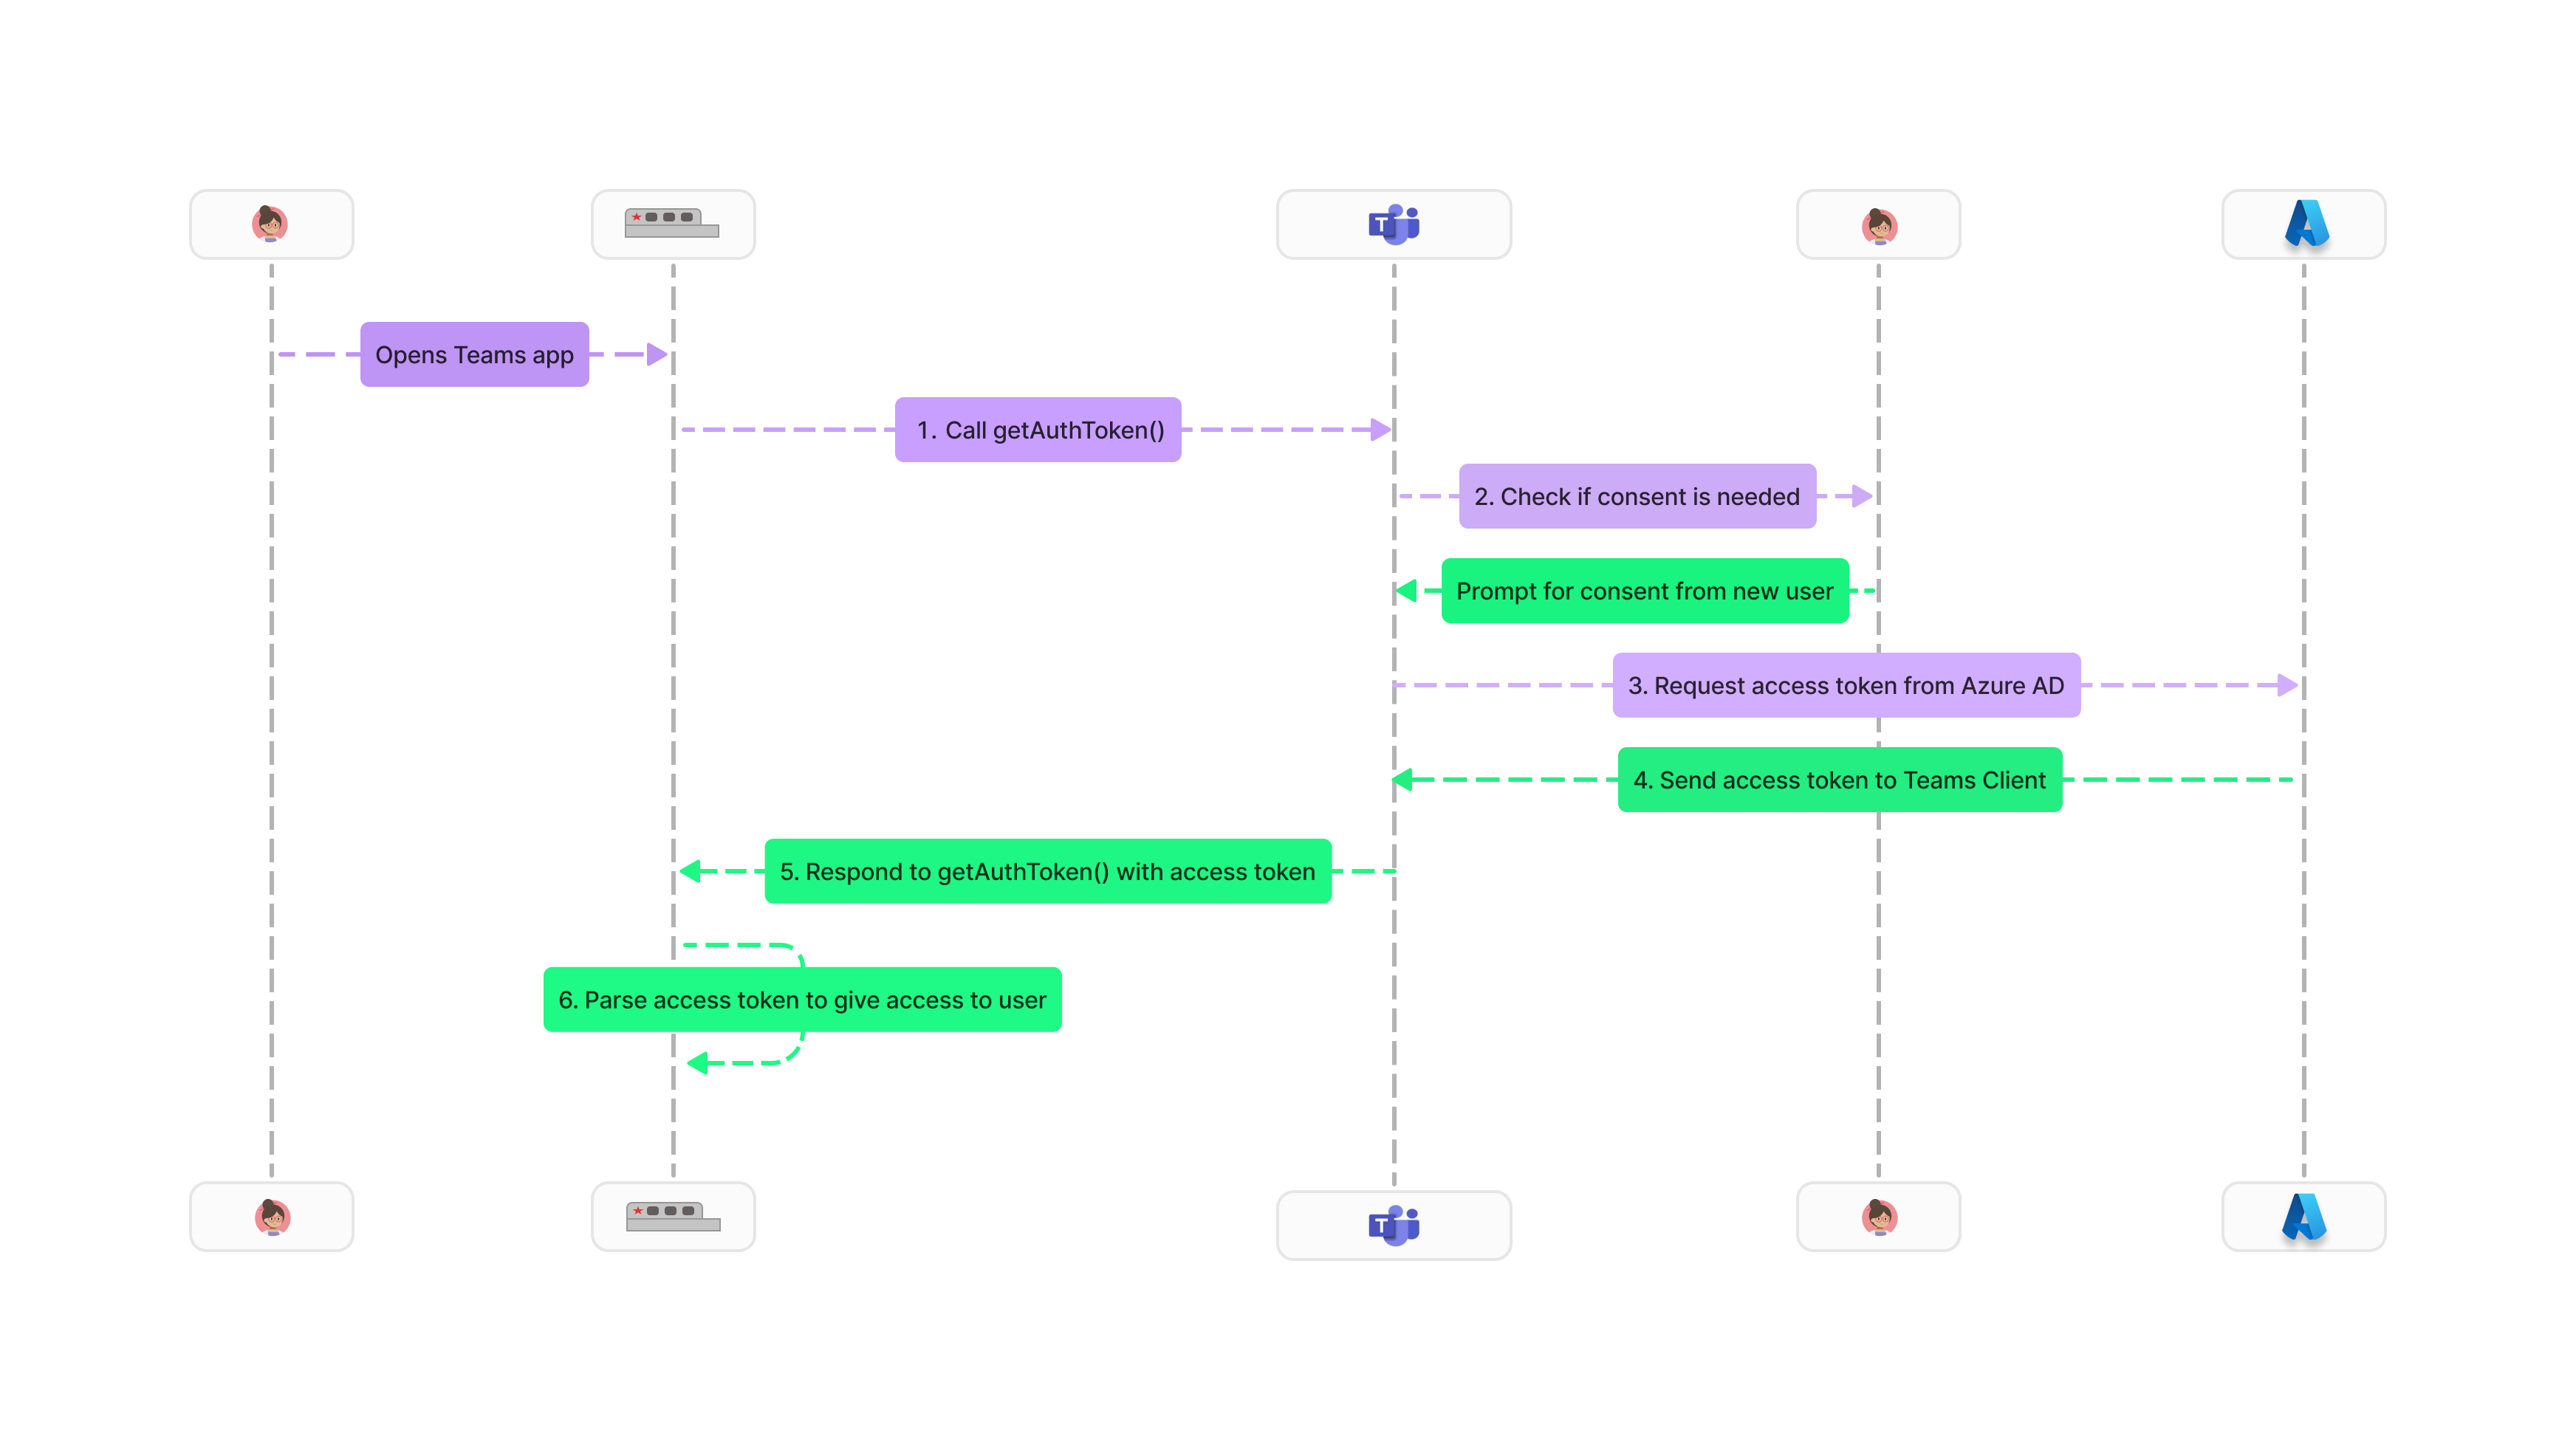 Opens Teams app
1. Call getAuthToken()
2. Check if consent is needed
Prompt for consent from new user
3. Request access token from Azure AD
4. Send access token to Teams Client
5. Respond to getAuthToken() with access token
6. Parse access token to give access to user